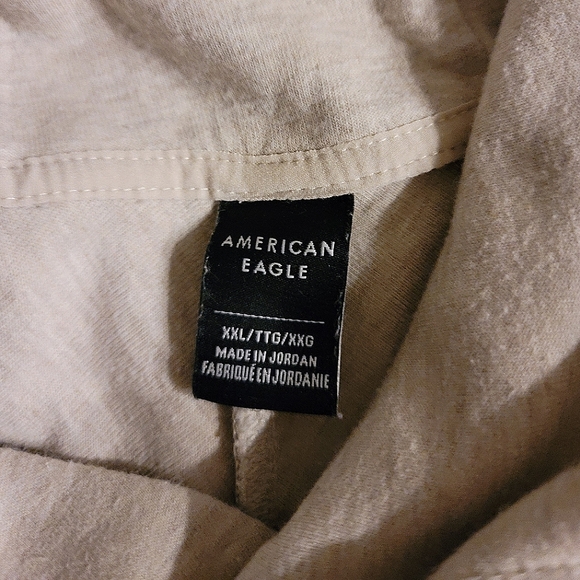 AMERICAN
EAGLE
XXL/TTG/XXG
MADE IN JORDAN
FABRIQUÉ EN JORDANIE